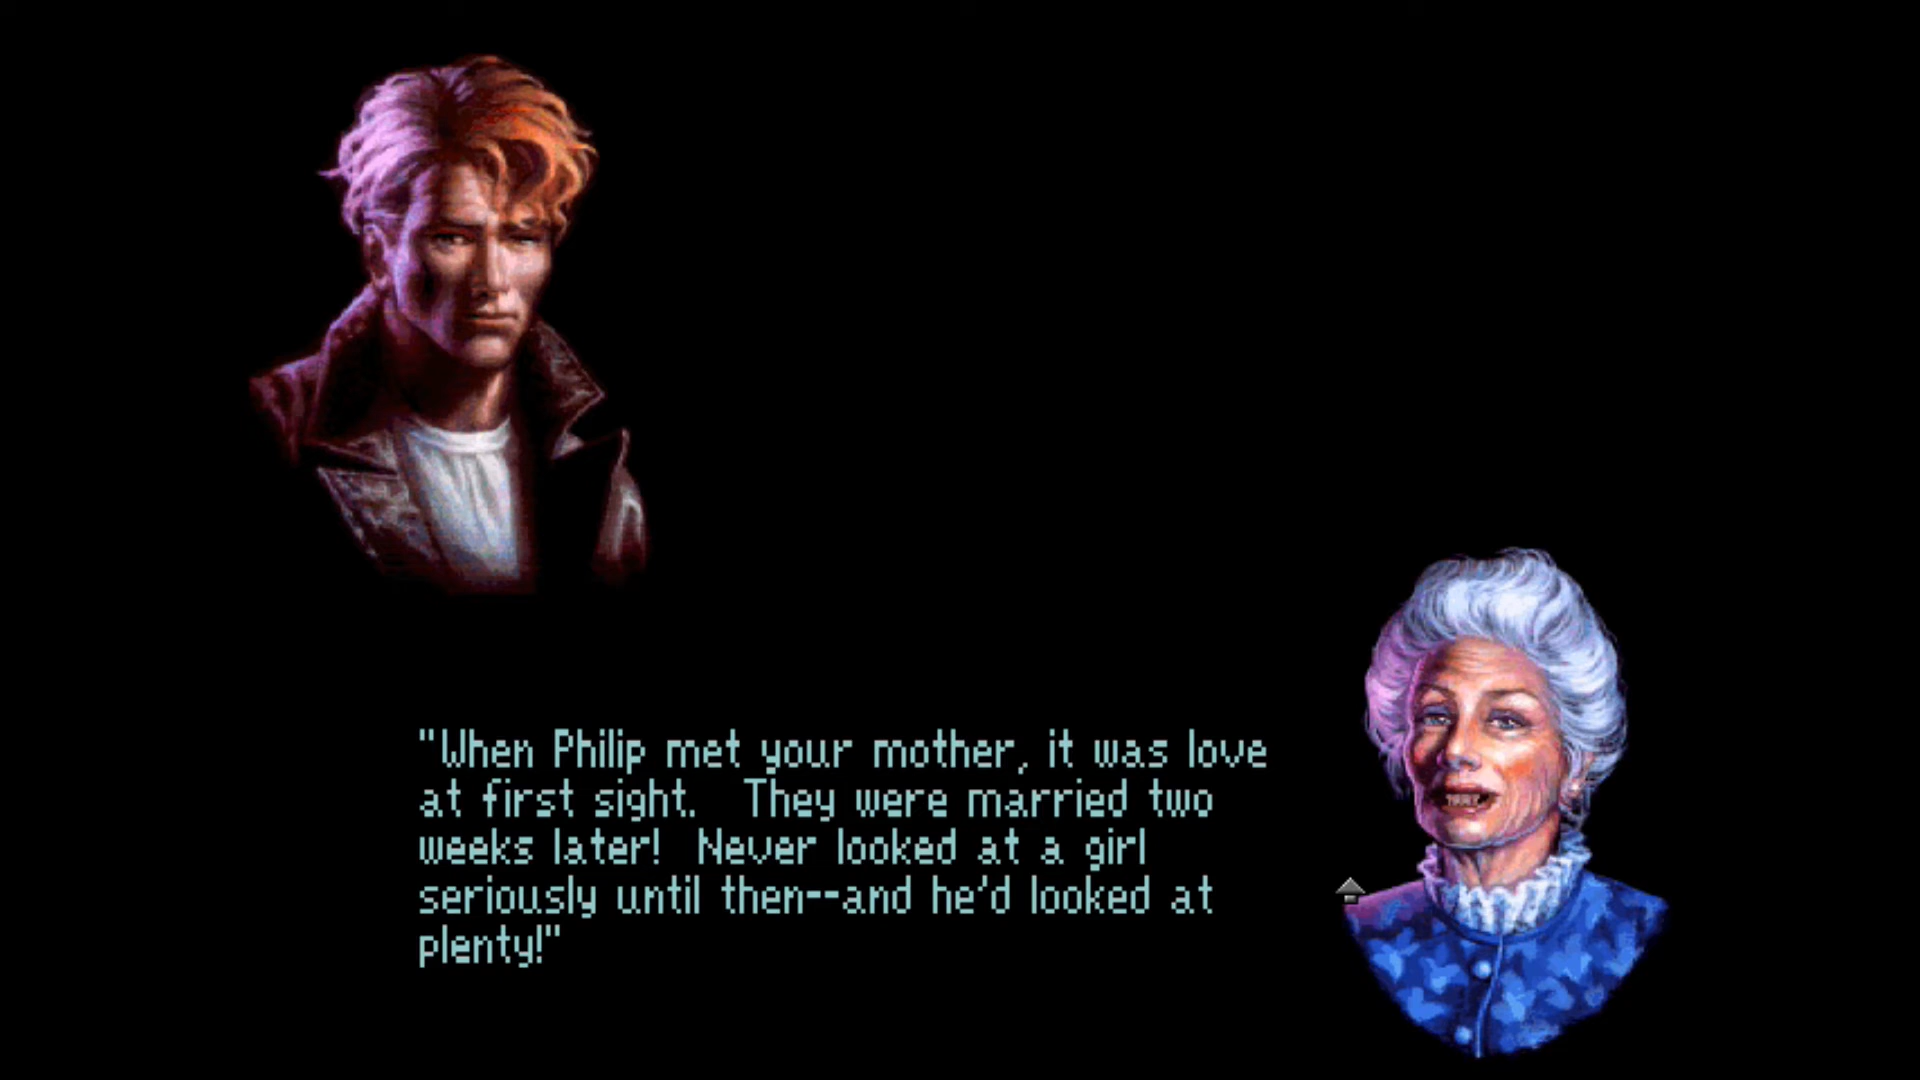 "When Philip met your mother, it was love
at first sight.  They were married two
weeks later!  Never looked at a girl
seriously until then--and he'd looked at
plenty!"